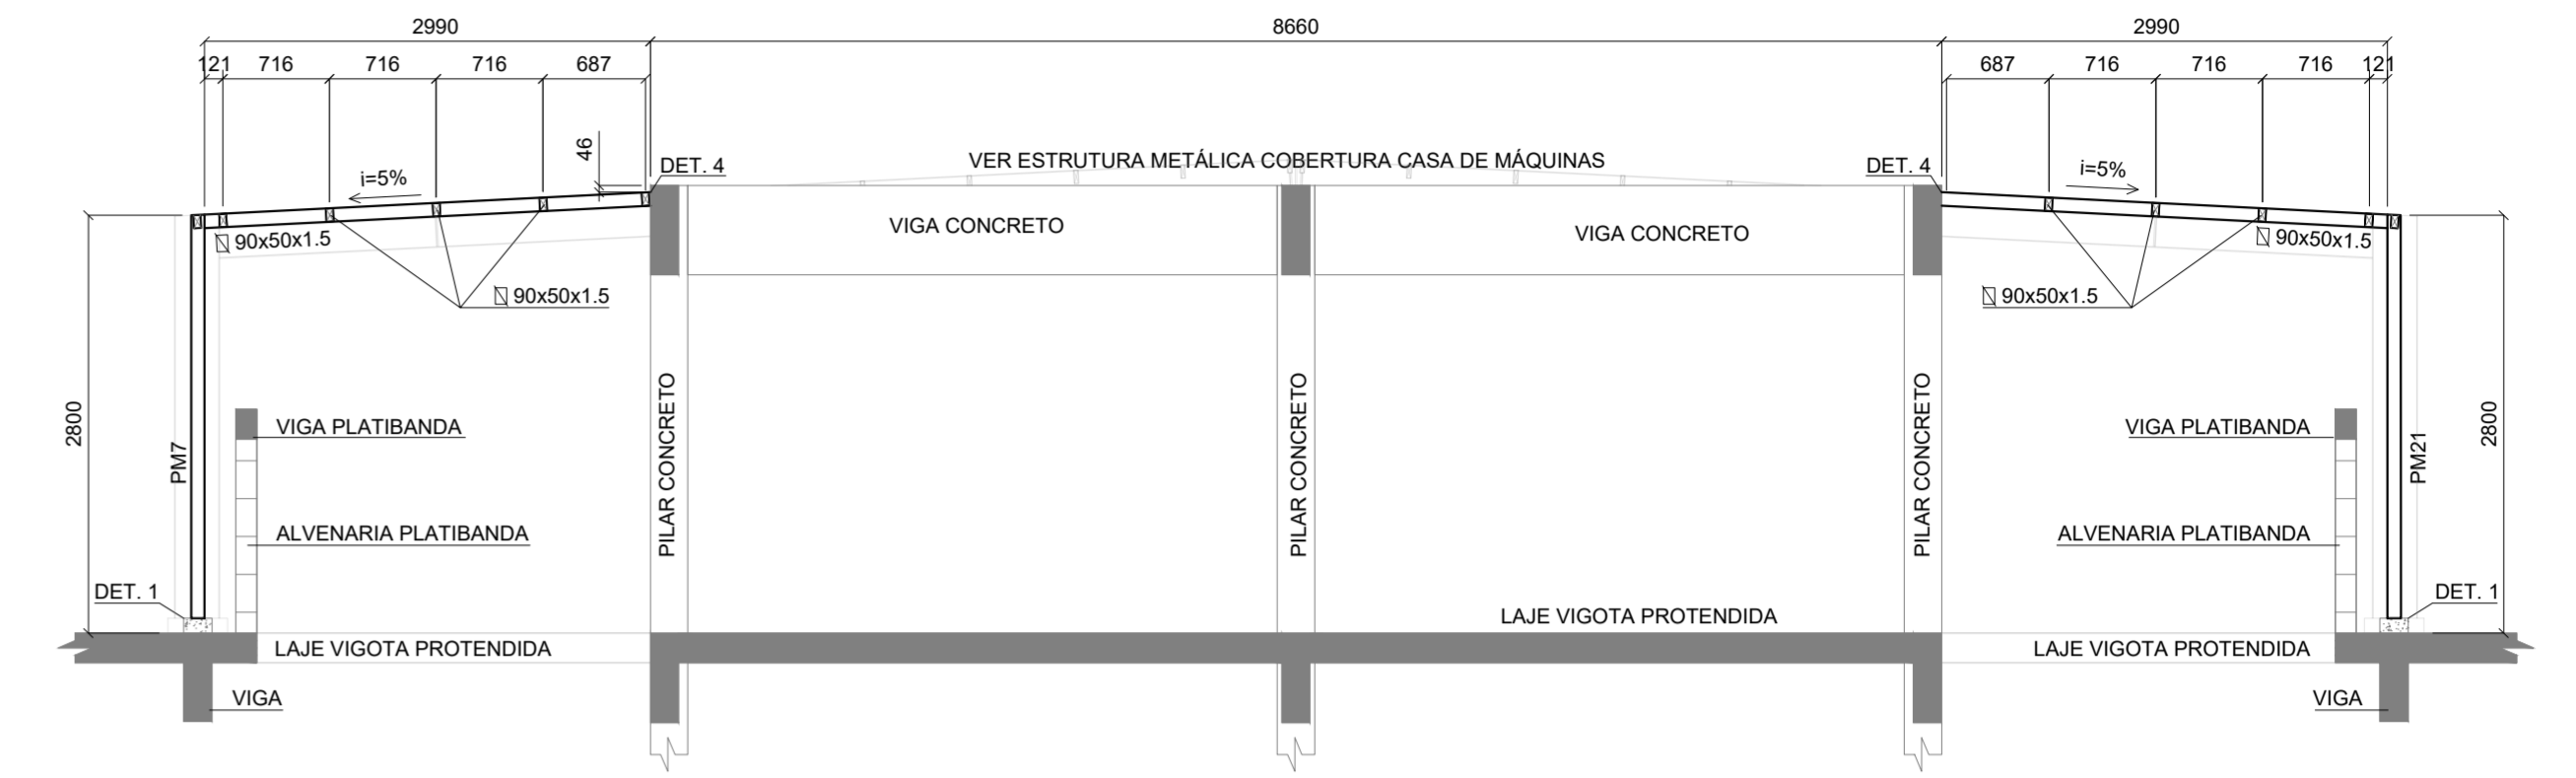 2990
8660
2990
121
716
716
716
687
687
716
716
716
121
46
DET. 4
VER ESTRUTURA METÁLICA COBERTURA CASA DE MÁQUINAS
DET. 4
i=5%
i=5%
VIGA CONCRETO
VIGA CONCRETO
90x50x1.5
90x50x1.5
90x50x1.5
90x50x1.5
2800
PM7
VIGA PLATIBANDA
PILAR CONCRETO
PILAR CONCRETO
PILAR CONCRETO
VIGA PLATIBANDA
PM21
2800
ALVENARIA PLATIBANDA
ALVENARIA PLATIBANDA
DET. 1
DET. 1
LAJE VIGOTA PROTENDIDA
LAJE VIGOTA PROTENDIDA
LAJE VIGOTA PROTENDIDA
VIGA
VIGA